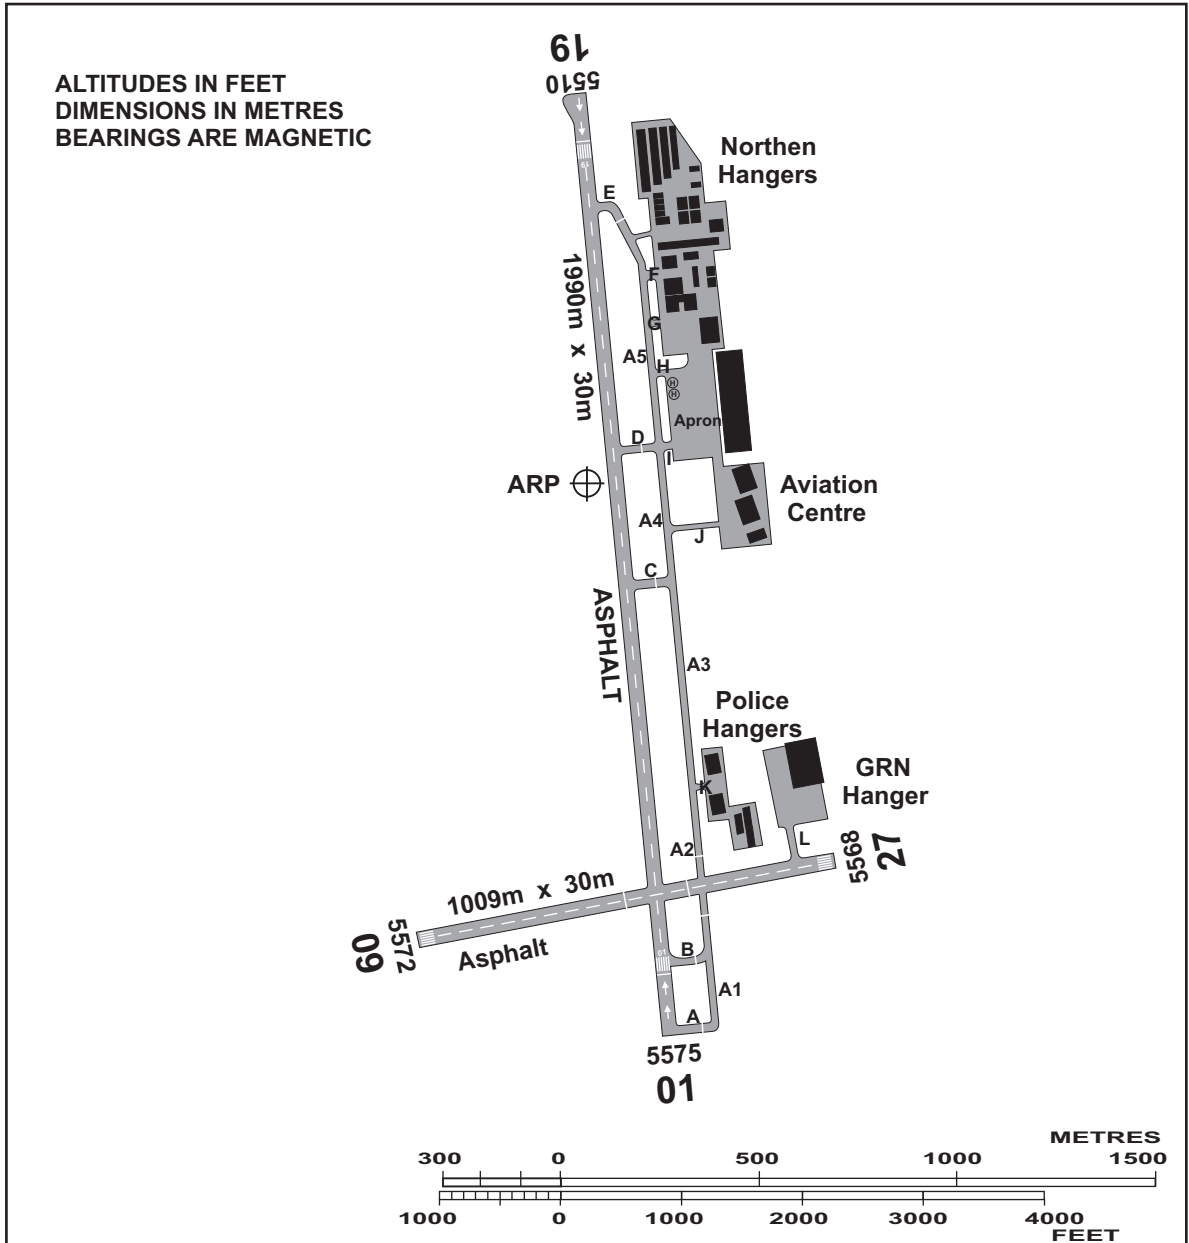 19
5510
ALTITUDES IN FEET
DIMENSIONS IN METRES
BEARINGS ARE MAGNETIC
19
Northen
Hangers
E
1990m x 30m
F
G
A5
H
H
H
Apron
D
I
ARP
Aviation
Centre
A4
J
C
ASPHALT
A3
Police
Hangers
K
GRN
Hanger
A2
L
5568
27
1009m x 30m
09
5572
Asphalt
B
01
A1
A
5575
01
METRES
300 0 500 1000 1500
1000 0 1000 2000 3000 4000
FEET